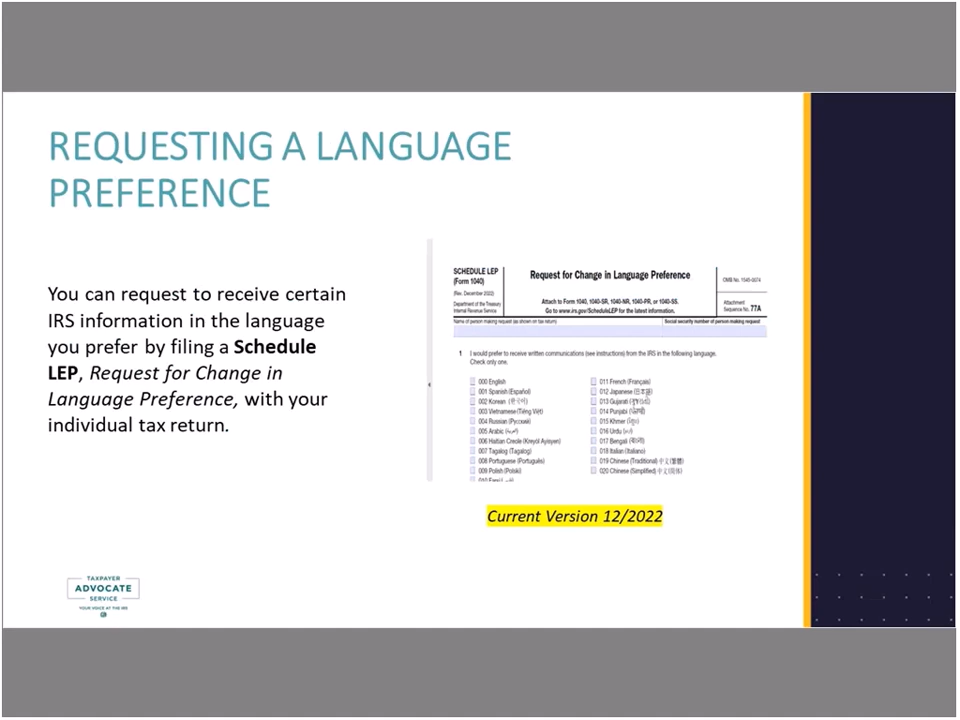 REQUESTING A LANGUAGE
PREFERENCE
You can request to receive certain
IRS information in the language
you prefer by filing a Schedule
LEP, Request for Change in
Language Preference, with your
individual tax return.
SCHEDULE LEP
(Form 1040)
(Rev. December 2022)
Department of the Treasury
Internal Revenue Service
Request for Change in Language Preference
Attach to Form 1040, 1040-SR, 1040-NR, 1040-PR, or 1040-SS.
Go to www.irs.gov/ScheduleLEP for the latest information.
OMB No. 1545-0074
Attachment
Sequence No. 77A
Name of person making request (as shown on tax return)
Social security number of person making request
1 I would prefer to receive written communications (see instructions) from the IRS in the following language.
Check only one.
000 English
001 Spanish (Español)
002 Korean (한국어)
003 Vietnamese (Tiếng Việt)
004 Russian (Русский)
005 Arabic
006 Haitian Creole (Kreyòl Ayisyen)
007 Tagalog (Tagalog)
008 Portuguese (Português)
009 Polish (Polski)
011 French (Français)
012 Japanese (日本語)
013 Gujarati
014 Punjabi
015 Khmer
016 Urdu
017 Bengali
018 Italian (Italiano)
019 Chinese (Traditional) 中文(繁體)
020 Chinese (Simplified) 中文(简体)
Current Version 12/2022
TAXPAYER
ADVOCATE
SERVICE
YOUR VOICE AT THE IRS